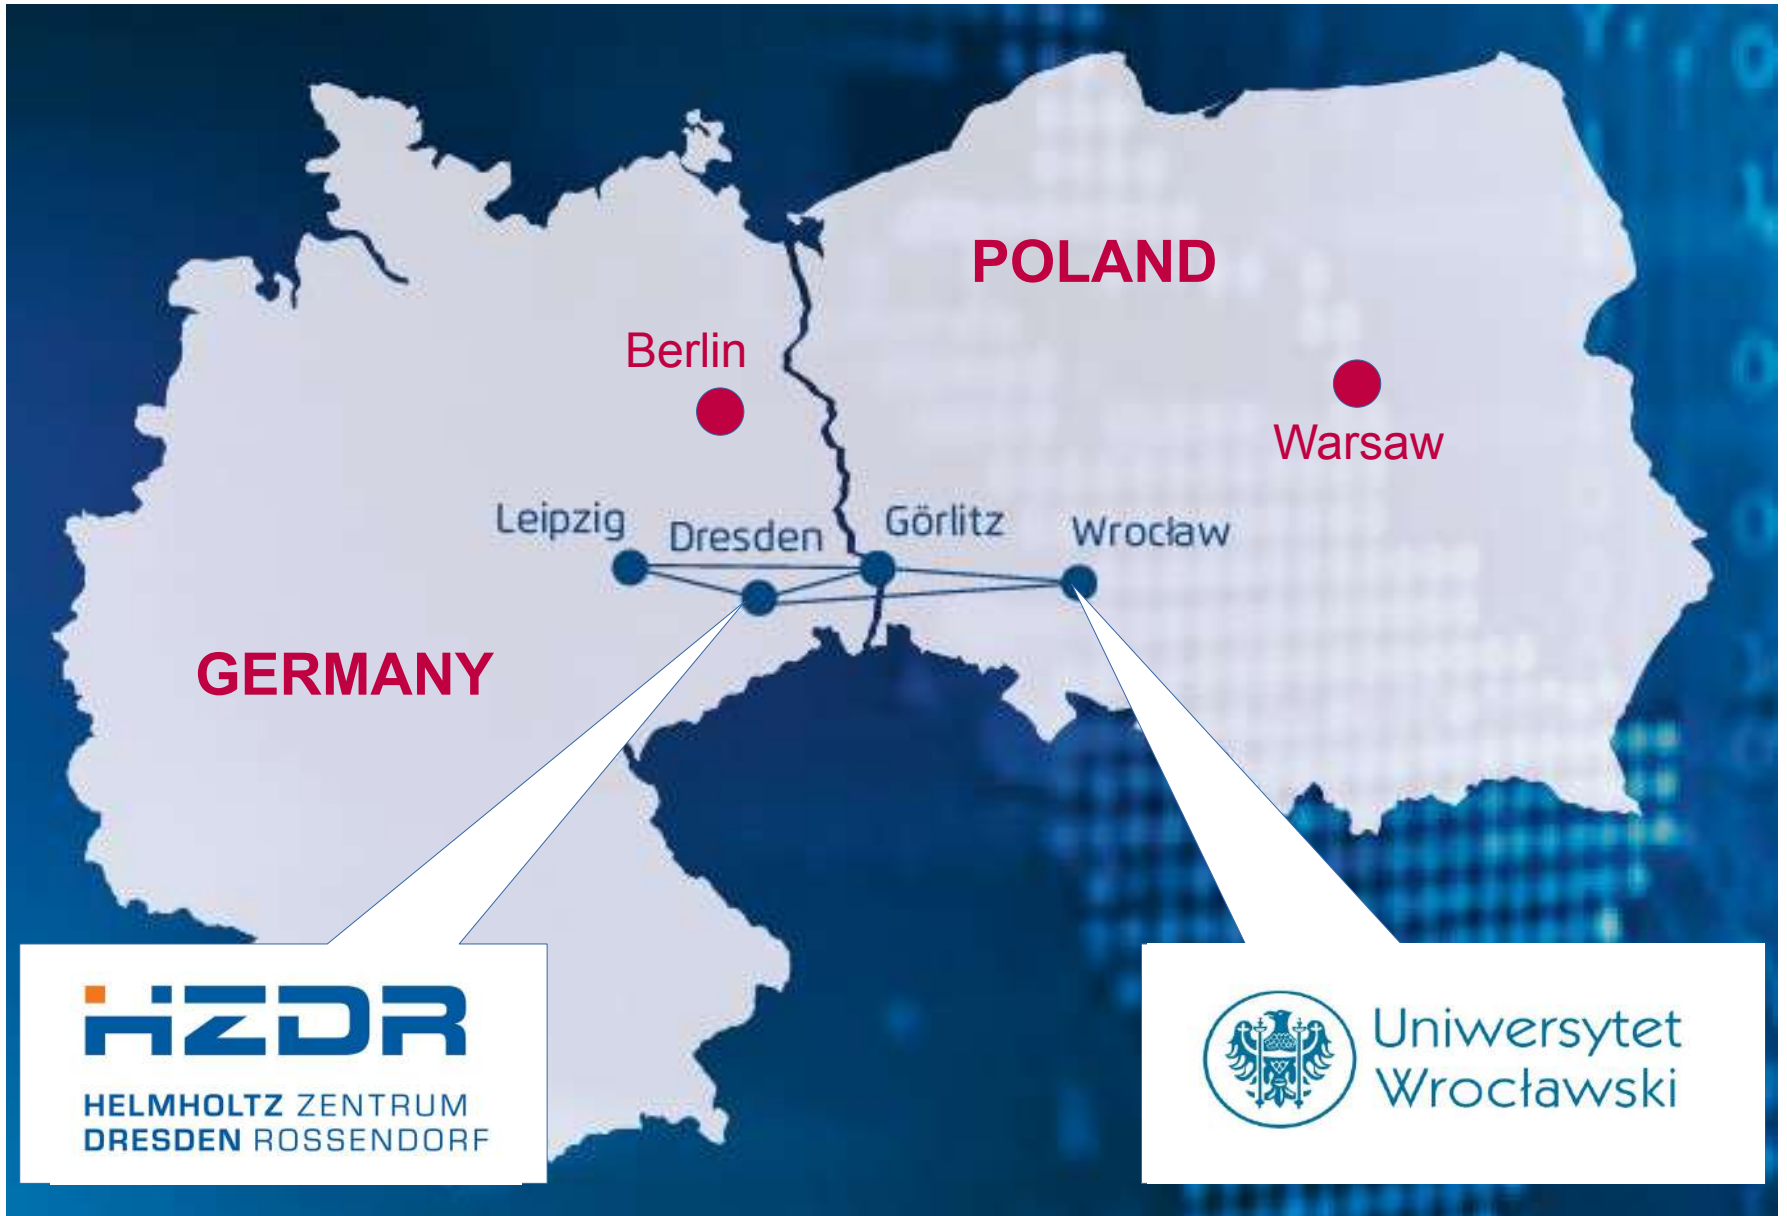 POLAND
Berlin
Warsaw
Leipzig
Dresden
Görlitz
Wrocław
GERMANY
HZDR
HELMHOLTZ ZENTRUM
DRESDEN ROSSENDORF
Uniwersytet
Wrocławski